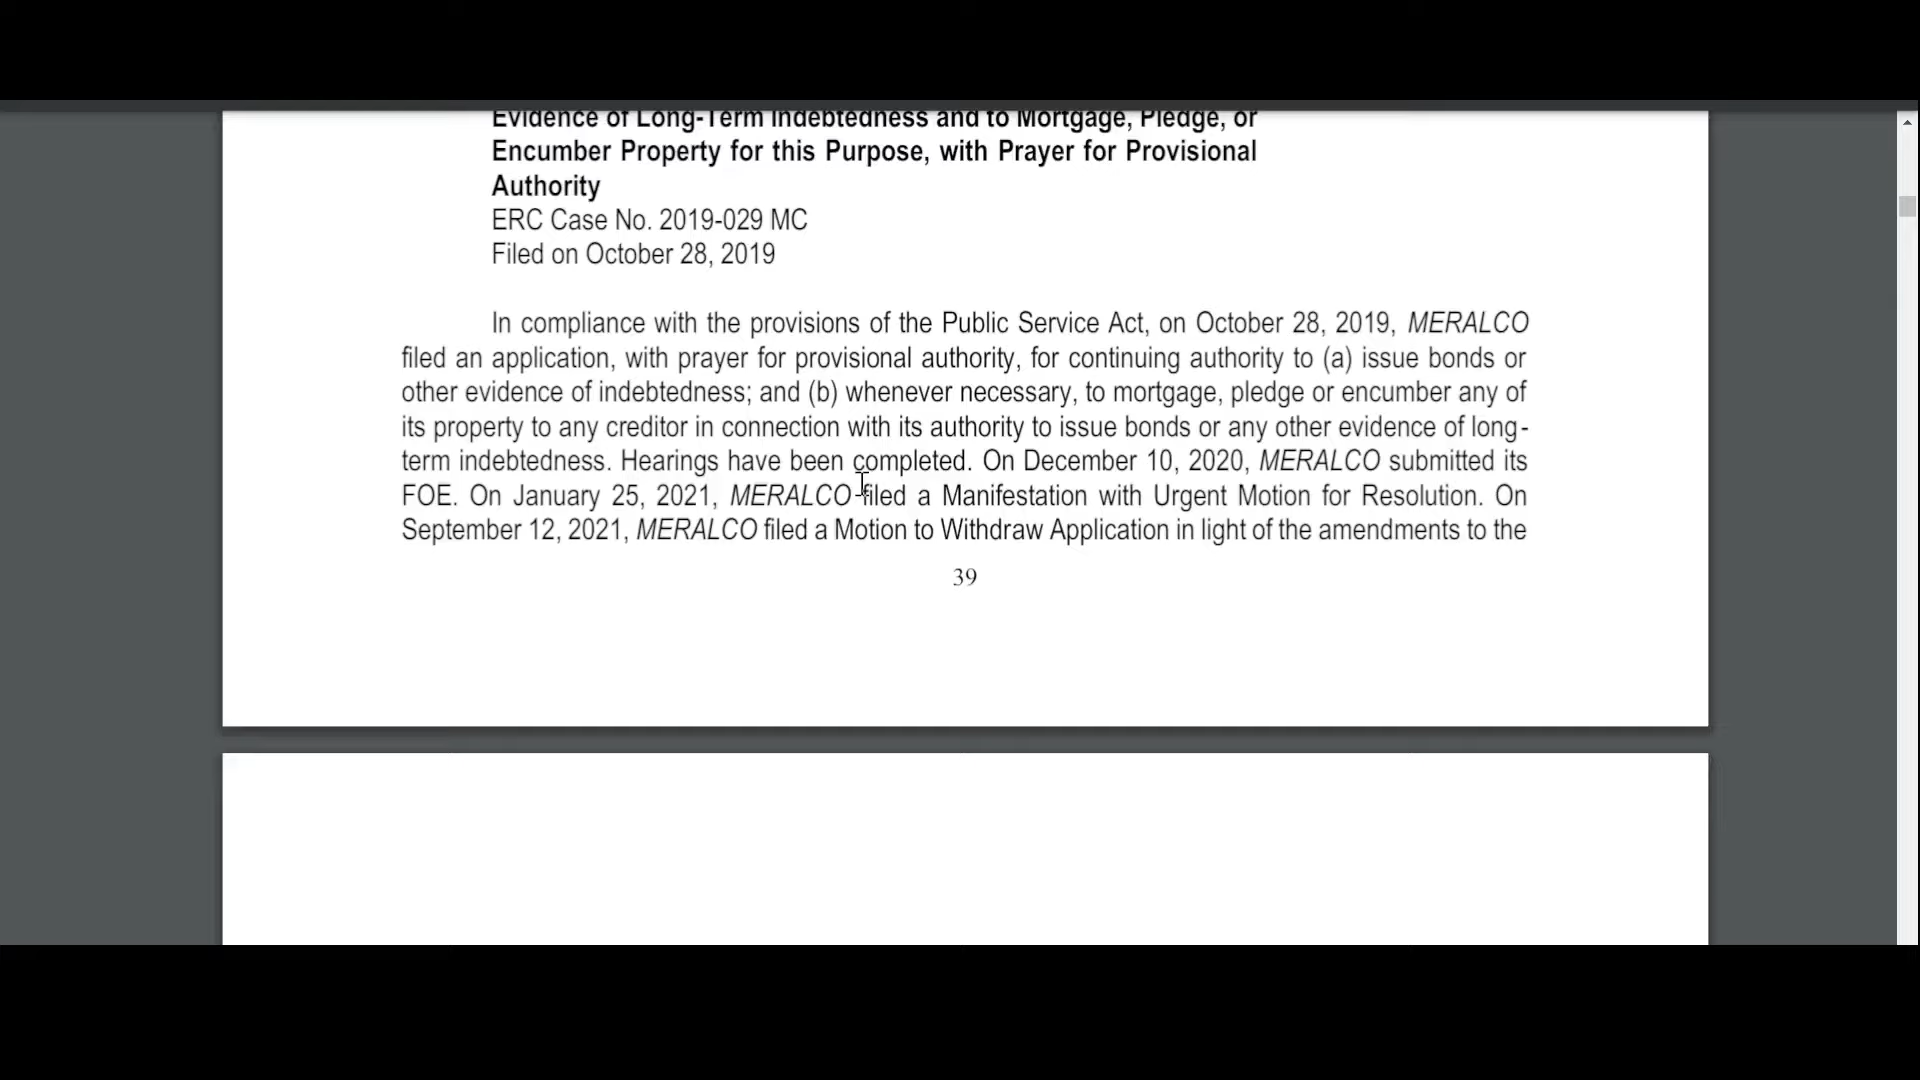 Evidence of Long-Term Indebtedness and to Mortgage, Pledge, or
Encumber Property for this Purpose, with Prayer for Provisional
Authority
ERC Case No. 2019-029 MC
Filed on October 28, 2019
In compliance with the provisions of the Public Service Act, on October 28, 2019, MERALCO
filed an application, with prayer for provisional authority, for continuing authority to (a) issue bonds or
other evidence of indebtedness; and (b) whenever necessary, to mortgage, pledge or encumber any of
its property to any creditor in connection with its authority to issue bonds or any other evidence of long-
term indebtedness. Hearings have been completed. On December 10, 2020, MERALCO submitted its
FOE. On January 25, 2021, MERALCO filed a Manifestation with Urgent Motion for Resolution. On
September 12, 2021, MERALCO filed a Motion to Withdraw Application in light of the amendments to the
39